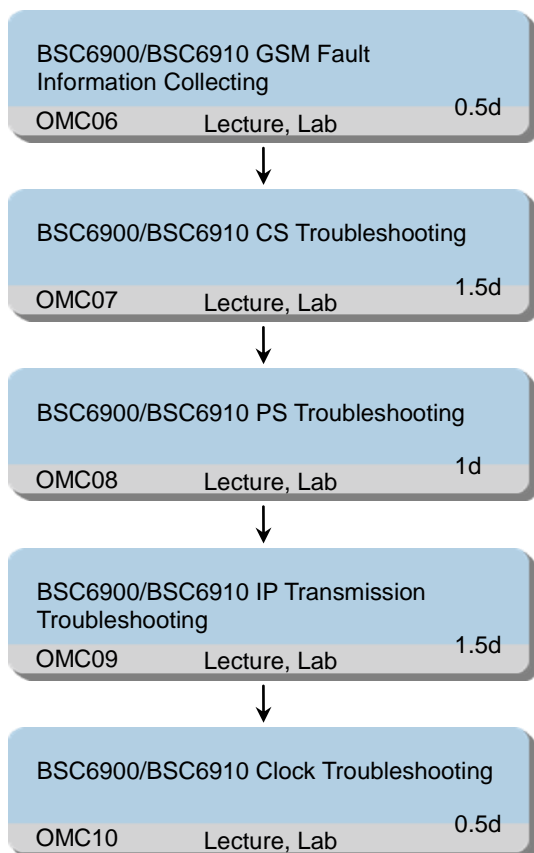 BSC6900/BSC6910 GSM Fault
Information Collecting
0.5d
OMC06 Lecture, Lab
BSC6900/BSC6910 CS Troubleshooting
1.5d
OMC07 Lecture, Lab
BSC6900/BSC6910 PS Troubleshooting
1d
OMC08 Lecture, Lab
BSC6900/BSC6910 IP Transmission
Troubleshooting
1.5d
OMC09 Lecture, Lab
BSC6900/BSC6910 Clock Troubleshooting
0.5d
OMC10 Lecture, Lab